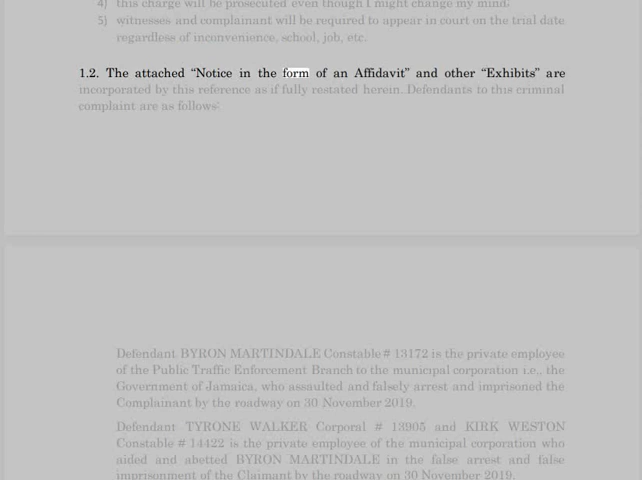 4) this charge will be prosecuted even though I might change my mind;
5) witnesses and complainant will be required to appear in court on the trial date
regardless of inconvenience, school, job, etc.
1.2. The attached “Notice in the form of an Affidavit” and other “Exhibits” are
incorporated by this reference as if fully restated herein. Defendants to this criminal
complaint are as follows:
Defendant BYRON MARTINDALE Constable # 13172 is the private employee
of the Public Traffic Enforcement Branch to the municipal corporation i.e., the
Government of Jamaica, who assaulted and falsely arrest and imprisoned the
Complainant by the roadway on 30 November 2019.
Defendant TYRONE WALKER Corporal # 13905 and KIRK WESTON
Constable # 14422 is the private employee of the municipal corporation who
aided and abetted BYRON MARTINDALE in the false arrest and false
imprisonment of the Claimant by the roadway on 30 November 2019.